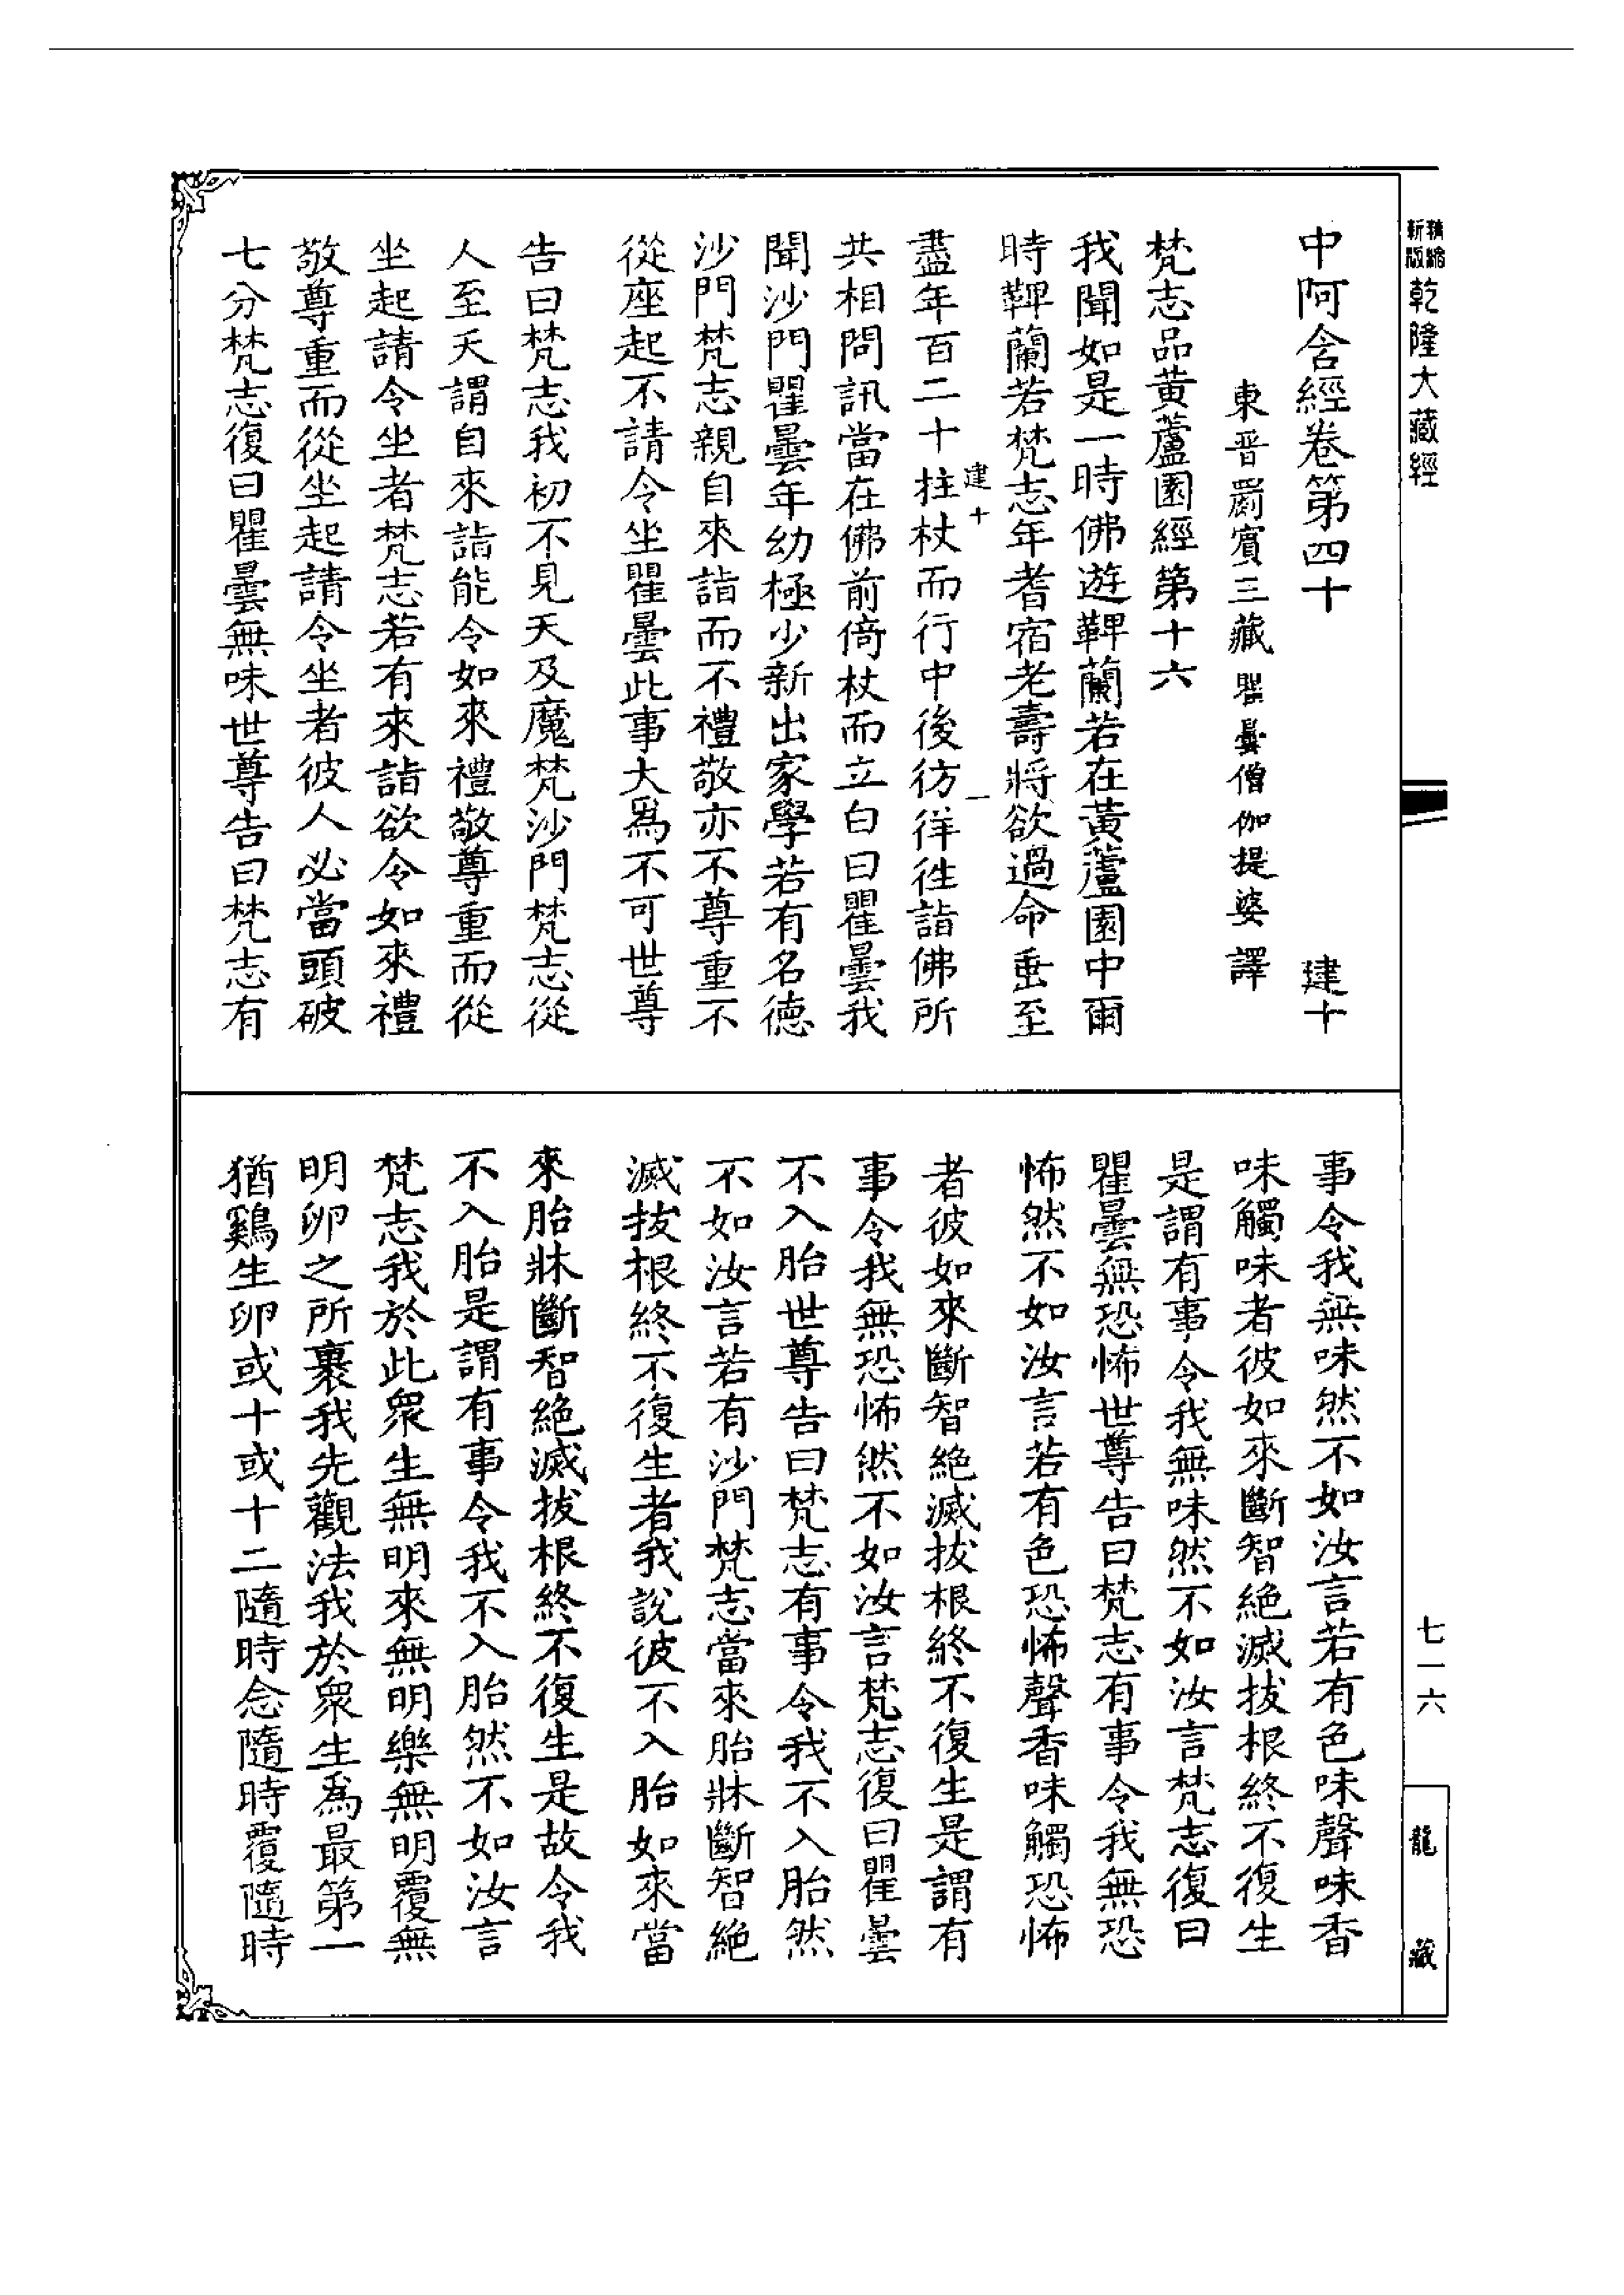 新版精縮乾隆大藏經
中阿含經卷第四十 建十
東晉罽賓三藏瞿曇僧伽提婆譯
梵志品黃蘆園經第十六
我聞如是一時佛遊鞞蘭若在黃蘆園中爾
時鞞蘭若梵志年耆宿老壽將欲過命垂至
建十 一
盡年百二十拄杖而行中後彷徉往詣佛所
共相問訊當在佛前倚杖而立白曰瞿曇我
聞沙門瞿曇年幼極少新出家學若有名德
沙門梵志親自來詣而不禮敬亦不尊重不
從座起不請令坐瞿曇此事大爲不可世尊
告曰梵志我初不見天及魔梵沙門梵志從
人至天謂自來詣能令如來禮敬尊重而從
坐起請令坐者梵志若有來詣欲令如來禮
敬尊重而從坐起請令坐者彼人必當頭破
七分梵志復曰瞿曇無味世尊告曰梵志有
事令我無味然不如汝言若有色味聲味香
味觸味者彼如來斷智絕滅拔根終不復生
是謂有事令我無味然不如汝言梵志復曰
瞿曇無恐怖世尊告曰梵志有事令我無恐
怖然不如汝言若有色恐怖聲香味觸恐怖
者彼如來斷智絕滅拔根終不復生是謂有
事令我無恐怖然不如汝言梵志復曰瞿曇
不入胎世尊告曰梵志有事令我不入胎然
不如汝言若有沙門梵志當來胎牀斷智絕
滅拔根終不復生者我說彼不入胎如來當
來胎牀斷智絕滅拔根終不復生是故令我
不入胎是謂有事令我不入胎然不如汝言
梵志我於此衆生無明來無明樂無明覆無
明卵之所裹我先觀法我於衆生爲最第一
猶鷄生卵或十或十二隨時念隨時覆隨時
七一六
龍藏